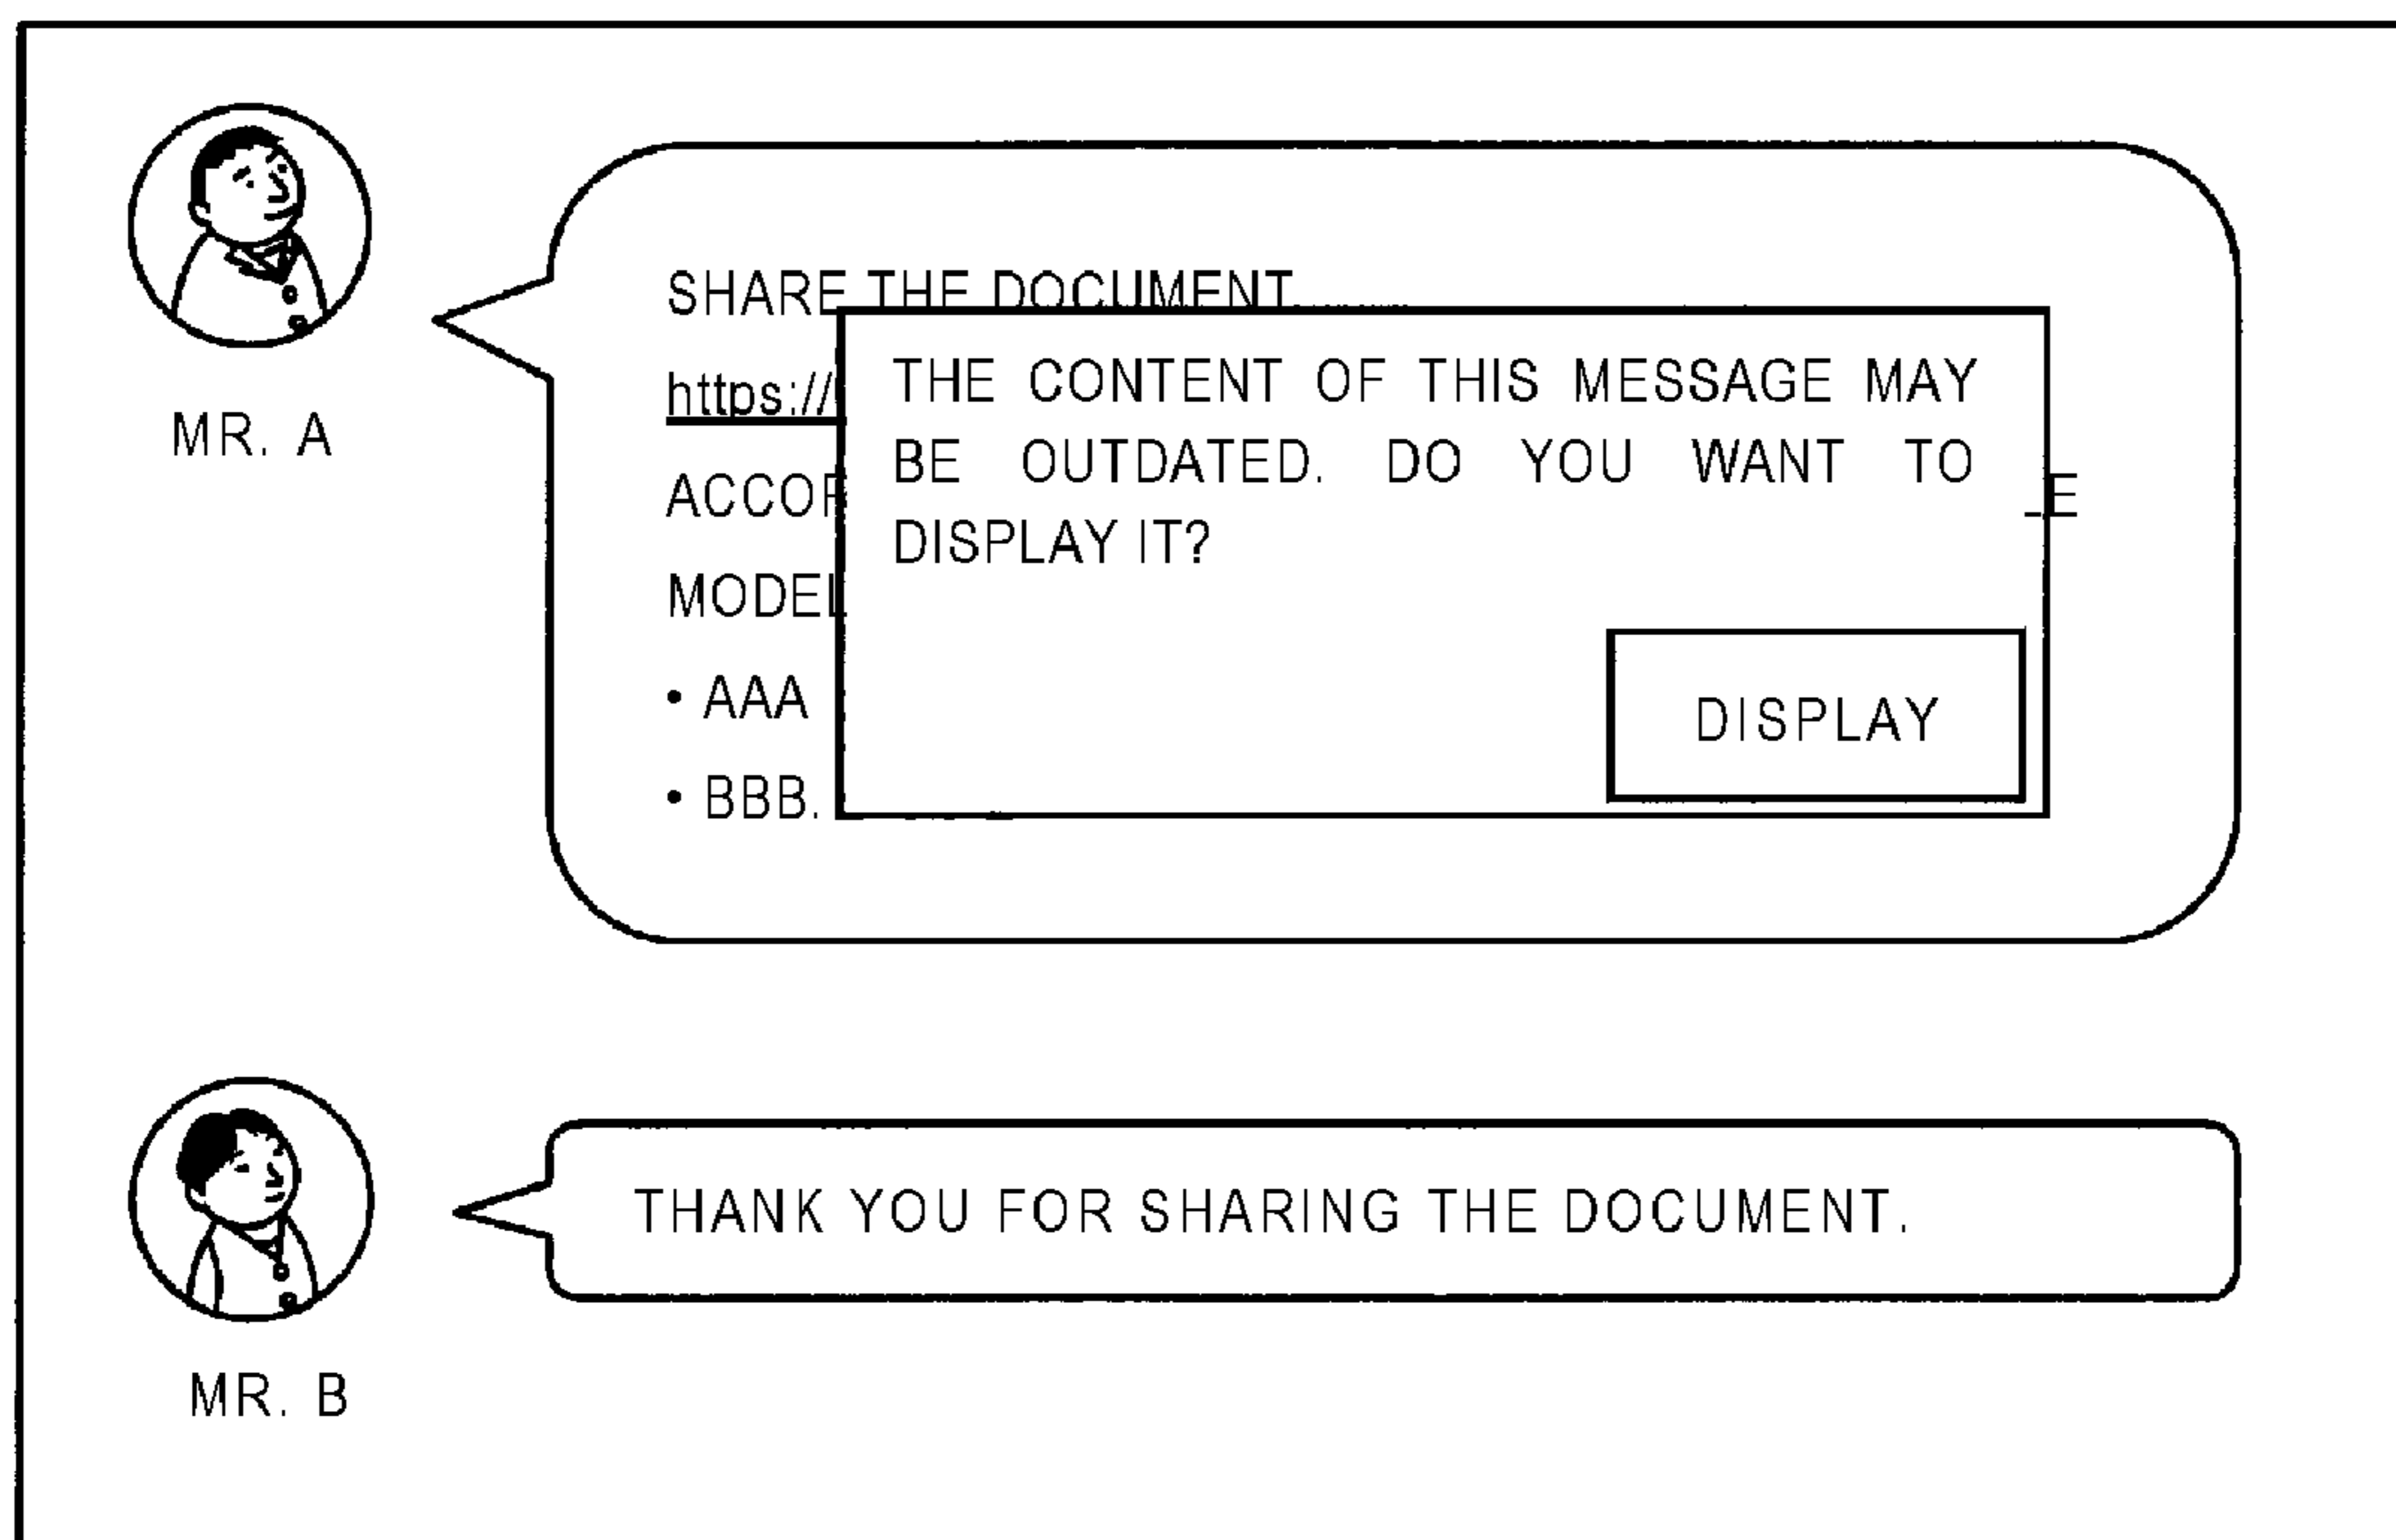 SHARE THE DOCUMENT
https://
THE CONTENT OF THIS MESSAGE MAY
BE OUTDATED. DO YOU WANT TO
DISPLAY IT?
MR. A
MODEL
• AAA
DISPLAY
• BBB.
THANK YOU FOR SHARING THE DOCUMENT.
MR. B